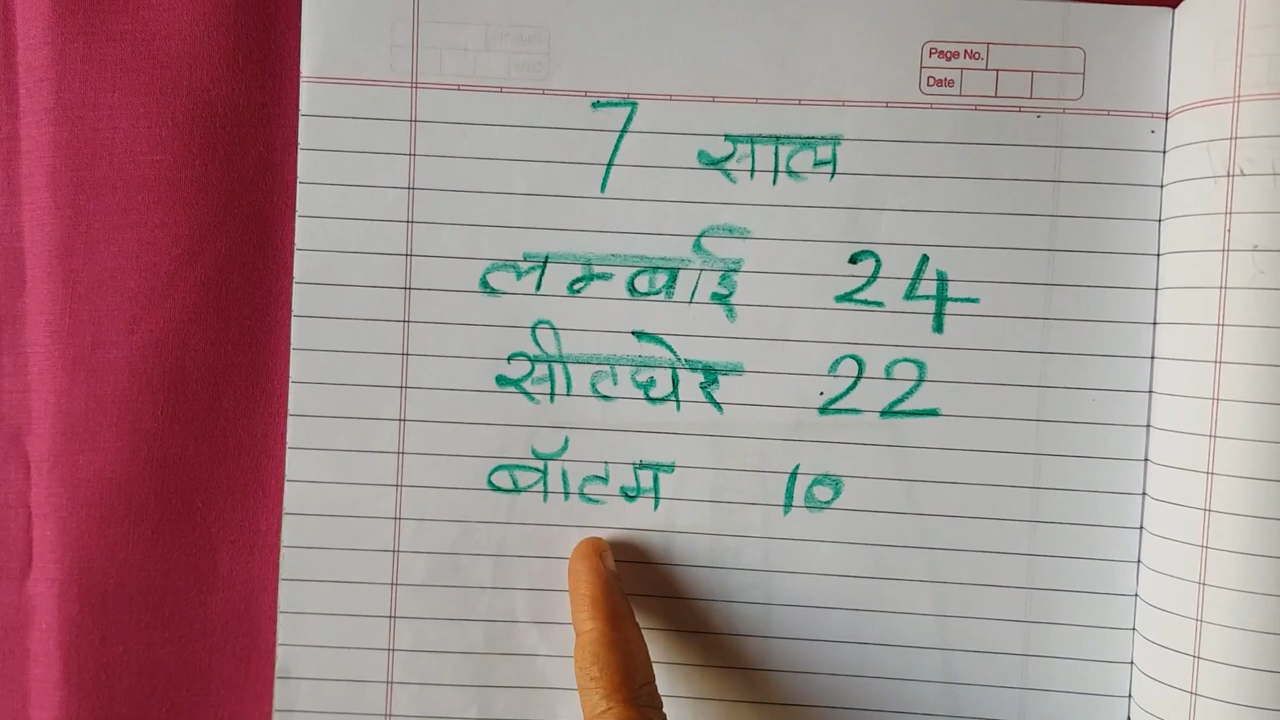 Page No.
Date
7 साल
लम्बाई 24
सीटघेर 22
बॉटम 10